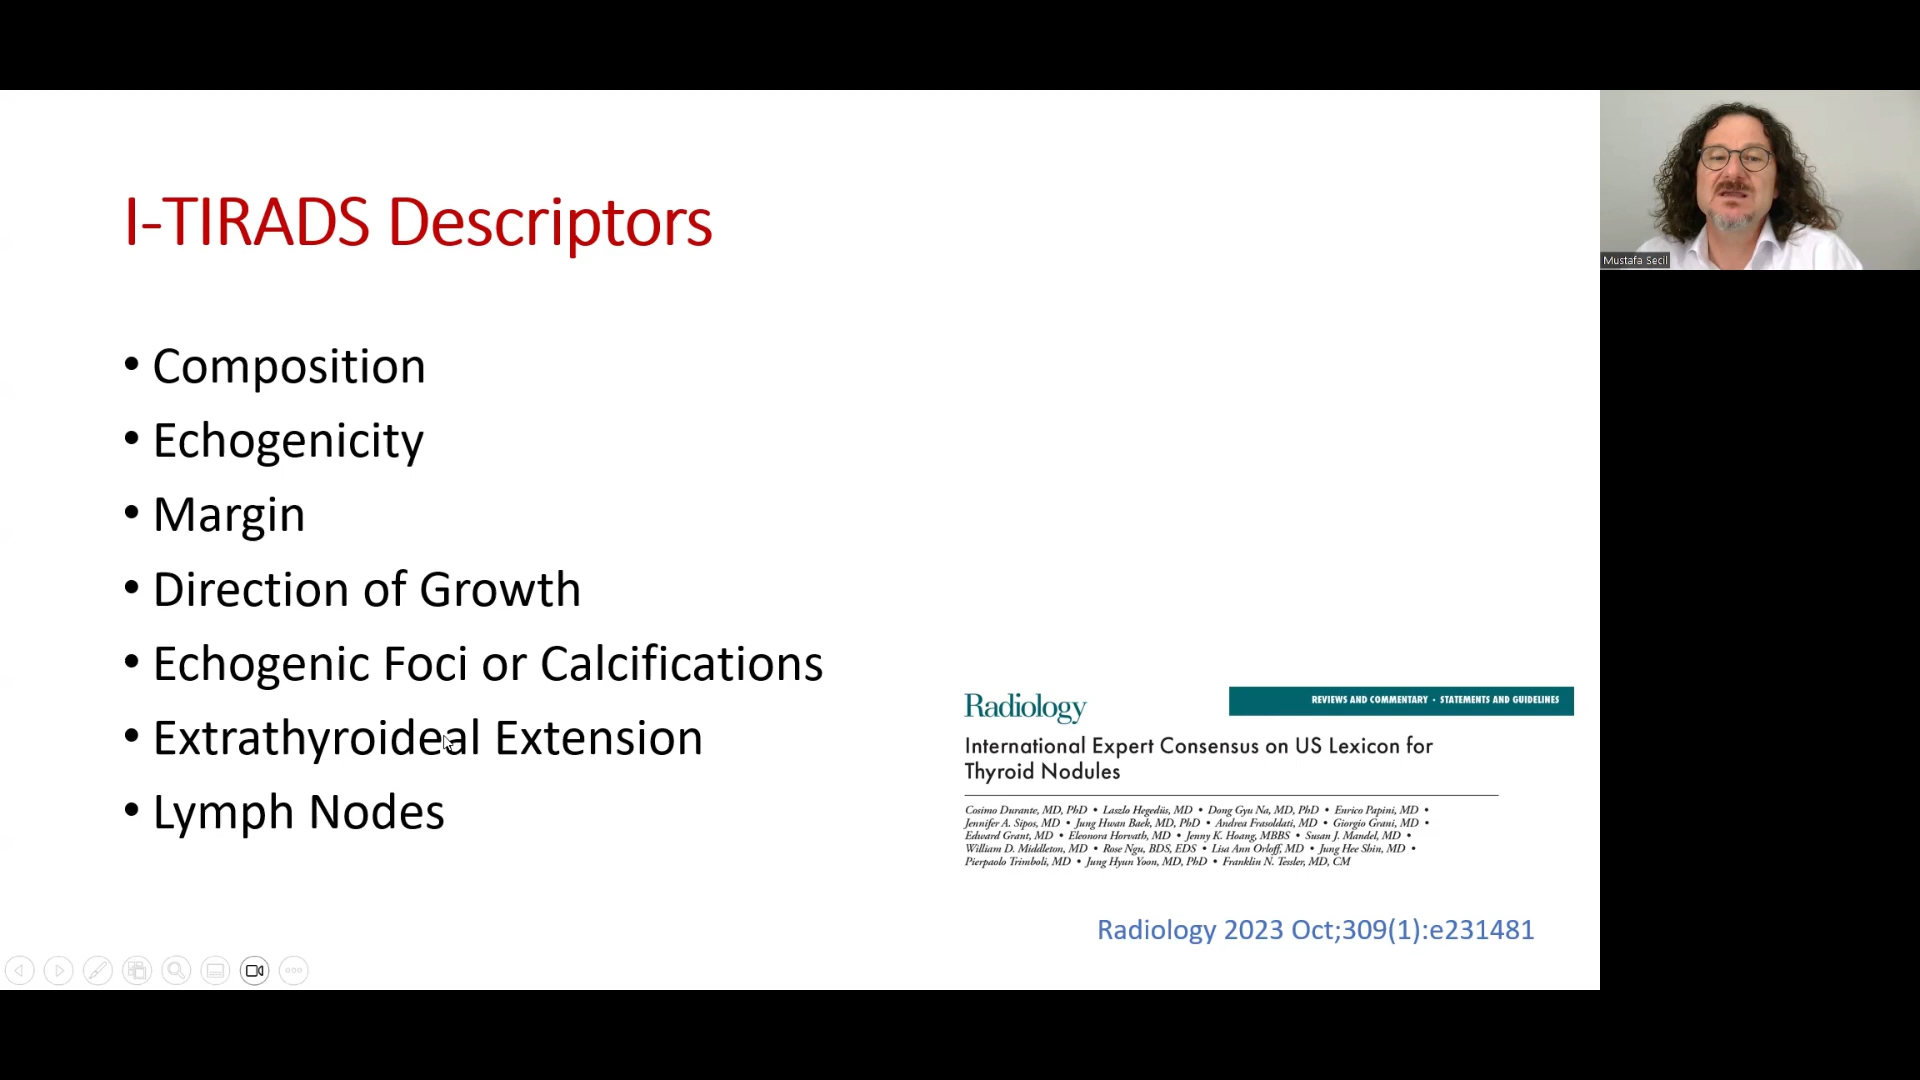 I-TIRADS Descriptors
• Composition
• Echogenicity
• Margin
• Direction of Growth
• Echogenic Foci or Calcifications
• Extrathyroideal Extension
• Lymph Nodes
Radiology
REVIEWS AND COMMENTARY • STATEMENTS AND GUIDELINES
International Expert Consensus on US Lexicon for
Thyroid Nodules
Cosimo Durante, MD, PhD • Laszlo Hegedüs, MD • Dong Gyu Na, MD, PhD • Enrico Papini, MD •
Jennifer A. Sipos, MD • Jung Hwan Baek, MD, PhD • Andrea Frasoldati, MD • Giorgio Grani, MD •
Edward Grant, MD • Eleonora Horvath, MD • Jenny K. Hoang, MBBS • Susan J. Mandel, MD •
William D. Middleton, MD • Rose Ngu, BDS, EDS • Lisa Ann Orloff, MD • Jung Hee Shin, MD •
Pierpaolo Trimboli, MD • Jung Hyun Yoon, MD, PhD • Franklin N. Tessler, MD, CM
Radiology 2023 Oct;309(1):e231481
Mustafa Secil